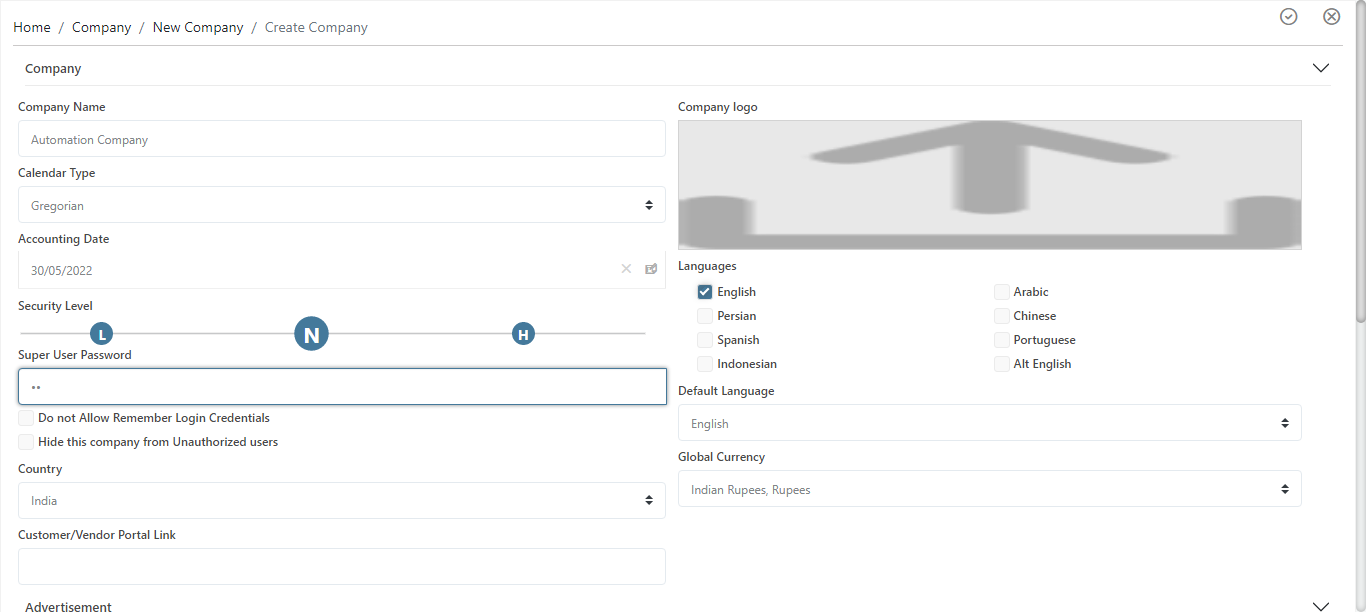 Home / Company / New Company / Create Company
Company
Company Name
Automation Company
Calendar Type
Gregorian
Accounting Date
30/05/2022
Security Level
L N H
Super User Password
••
Do not Allow Remember Login Credentials
Hide this company from Unauthorized users
Country
India
Customer/Vendor Portal Link
Company logo
Languages
English Arabic
Persian Chinese
Spanish Portuguese
Indonesian Alt English
Default Language
English
Global Currency
Indian Rupees, Rupees
Advertisement